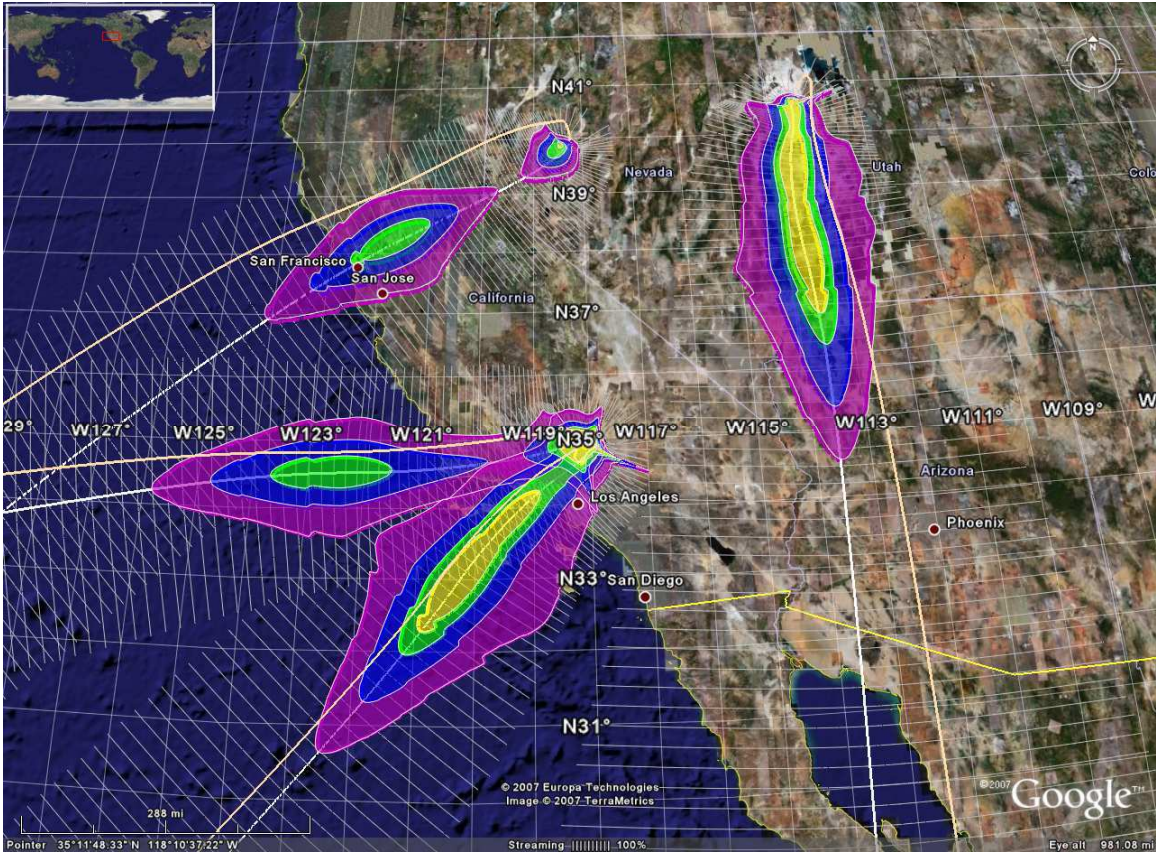 N41°
Nevada
Utah
Colo
N39°
San Francisco
San Jose
California
N37°
29° W127° W125° W123° W121° W119° N35° W117° W115° W113° W111° W109° W
Arizona
Los Angeles
Phoenix
N33° San Diego
N31°
© 2007 Europa Technologies
Image © 2007 TerraMetrics
©2007 Google™
288 mi
Pointer 35°11'48.33" N 118°10'37.22" W Streaming |||||||||| 100% Eye alt 981.08 mi
N